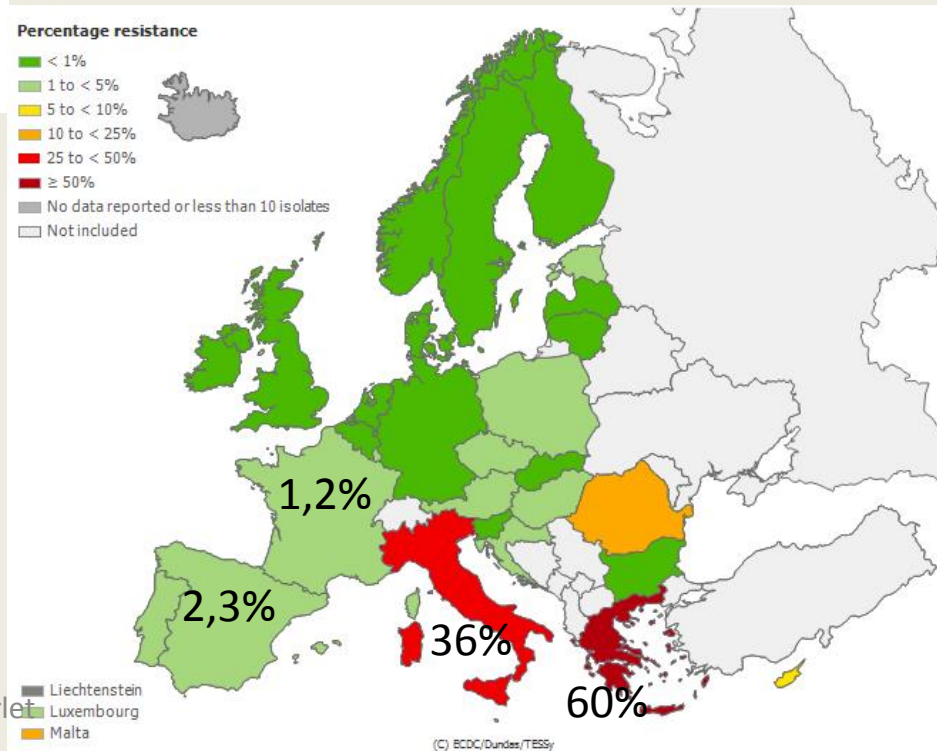 Percentage resistance
< 1%
1 to < 5%
5 to < 10%
10 to < 25%
25 to < 50%
≥ 50%
No data reported or less than 10 isolates
Not included
1,2%
2,3%
36%
60%
Liechtenstein
Luxembourg
Malta
(C) ECDC/Dundas/TESSy